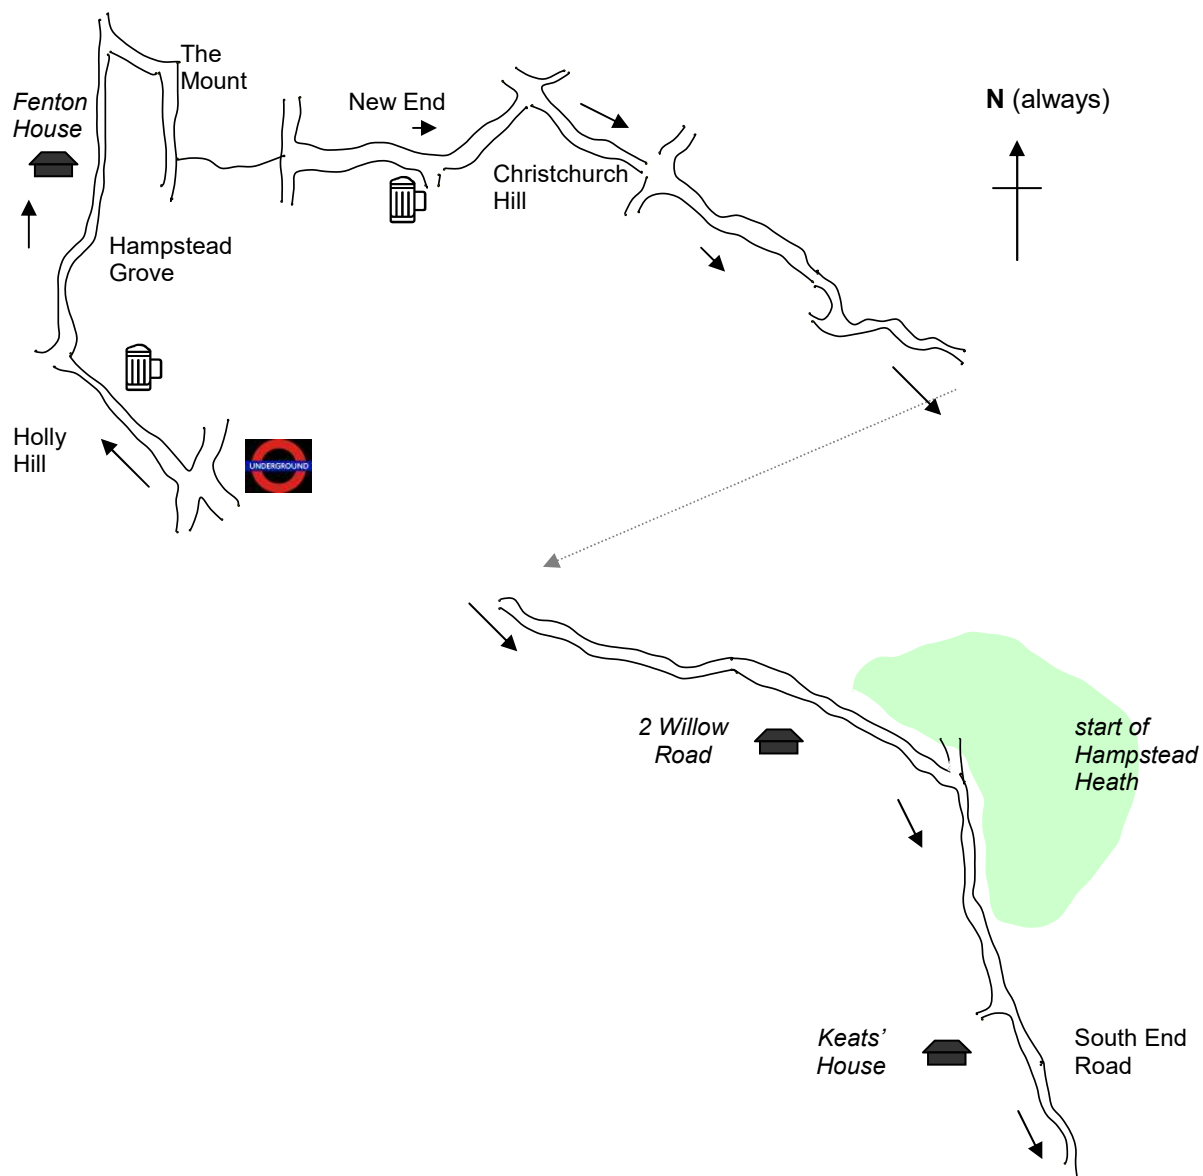 The
Mount
Fenton
House
New End
N (always)
Christchurch
Hill
Hampstead
Grove
Holly
Hill
UNDERGROUND
2 Willow
Road
start of
Hampstead
Heath
Keats’
House
South End
Road